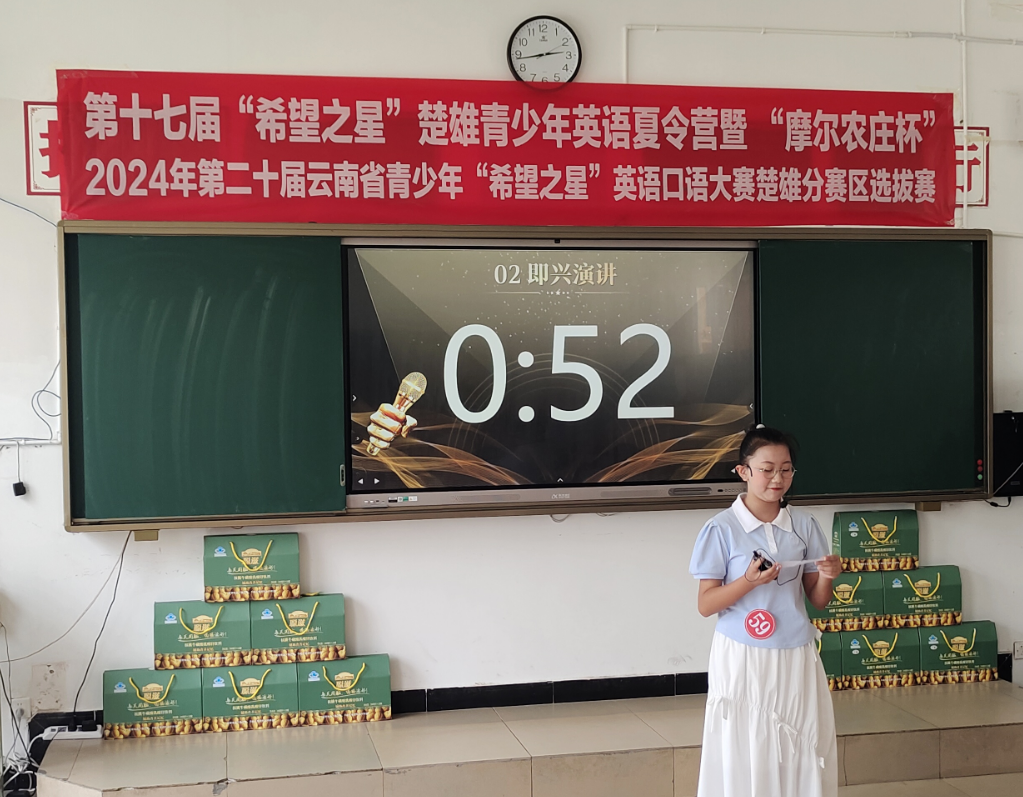 第十七届“希望之星”楚雄青少年英语夏令营暨“摩尔农庄杯”
2024年第二十届云南省青少年“希望之星”英语口语大赛楚雄分赛区选拔赛
02 即兴演讲
0:52
59